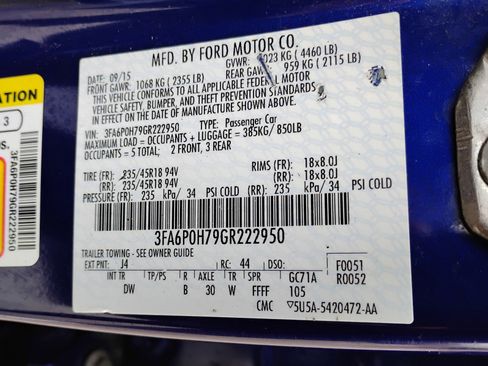 MFD. BY FORD MOTOR CO.
DATE: 09/15 GVWR: 2023 KG ( 4460 LB)
FRONT GAWR: 1068 KG ( 2355 LB) REAR GAWR: 959 KG ( 2115 LB)
THIS VEHICLE CONFORMS TO ALL APPLICABLE FEDERAL MOTOR
VEHICLE SAFETY, BUMPER, AND THEFT PREVENTION STANDARDS
IN EFFECT ON THE DATE OF MANUFACTURE SHOWN ABOVE.
VIN: 3FA6P0H79GR222950 TYPE: Passenger Car
MAXIMUM LOAD = OCCUPANTS + LUGGAGE = 385KG/ 850LB
OCCUPANTS = 5 TOTAL; 2 FRONT, 3 REAR
TIRE (FR): 235/45R18 94V RIMS (FR): 18x8.0J
(RR): 235/45R18 94V (RR): 18x8.0J
PRESSURE (FR): 235 kPa/ 34 PSI COLD (RR): 235 kPa/ 34 PSI COLD
3FA6P0H79GR222950
TRAILER TOWING - SEE OWNER GUIDE
EXT PNT: J4 RC: 44 DSO: F0051
INT TR TP/PS R AXLE TR SPR GC71A R0052
DW B 30 W FFFF 105
CMC 5U5A-5420472-AA
ATION
3
OS.
3FA6P0H79GR222950